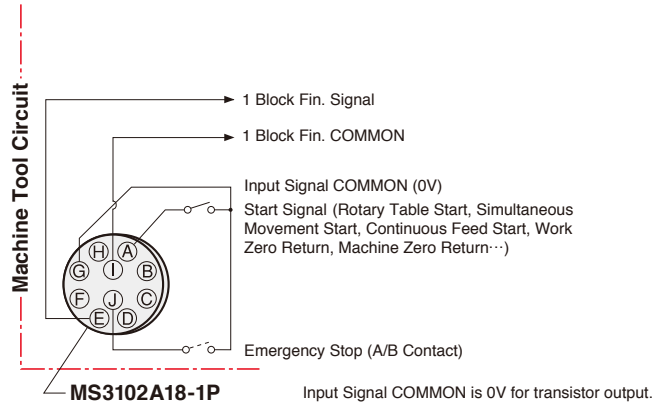 Machine Tool Circuit
1 Block Fin. Signal
1 Block Fin. COMMON
Input Signal COMMON (0V)
Start Signal (Rotary Table Start, Simultaneous
Movement Start, Continuous Feed Start, Work
Zero Return, Machine Zero Return···)
H A
G I B
F J C
E D
Emergency Stop (A/B Contact)
MS3102A18-1P
Input Signal COMMON is 0V for transistor output.